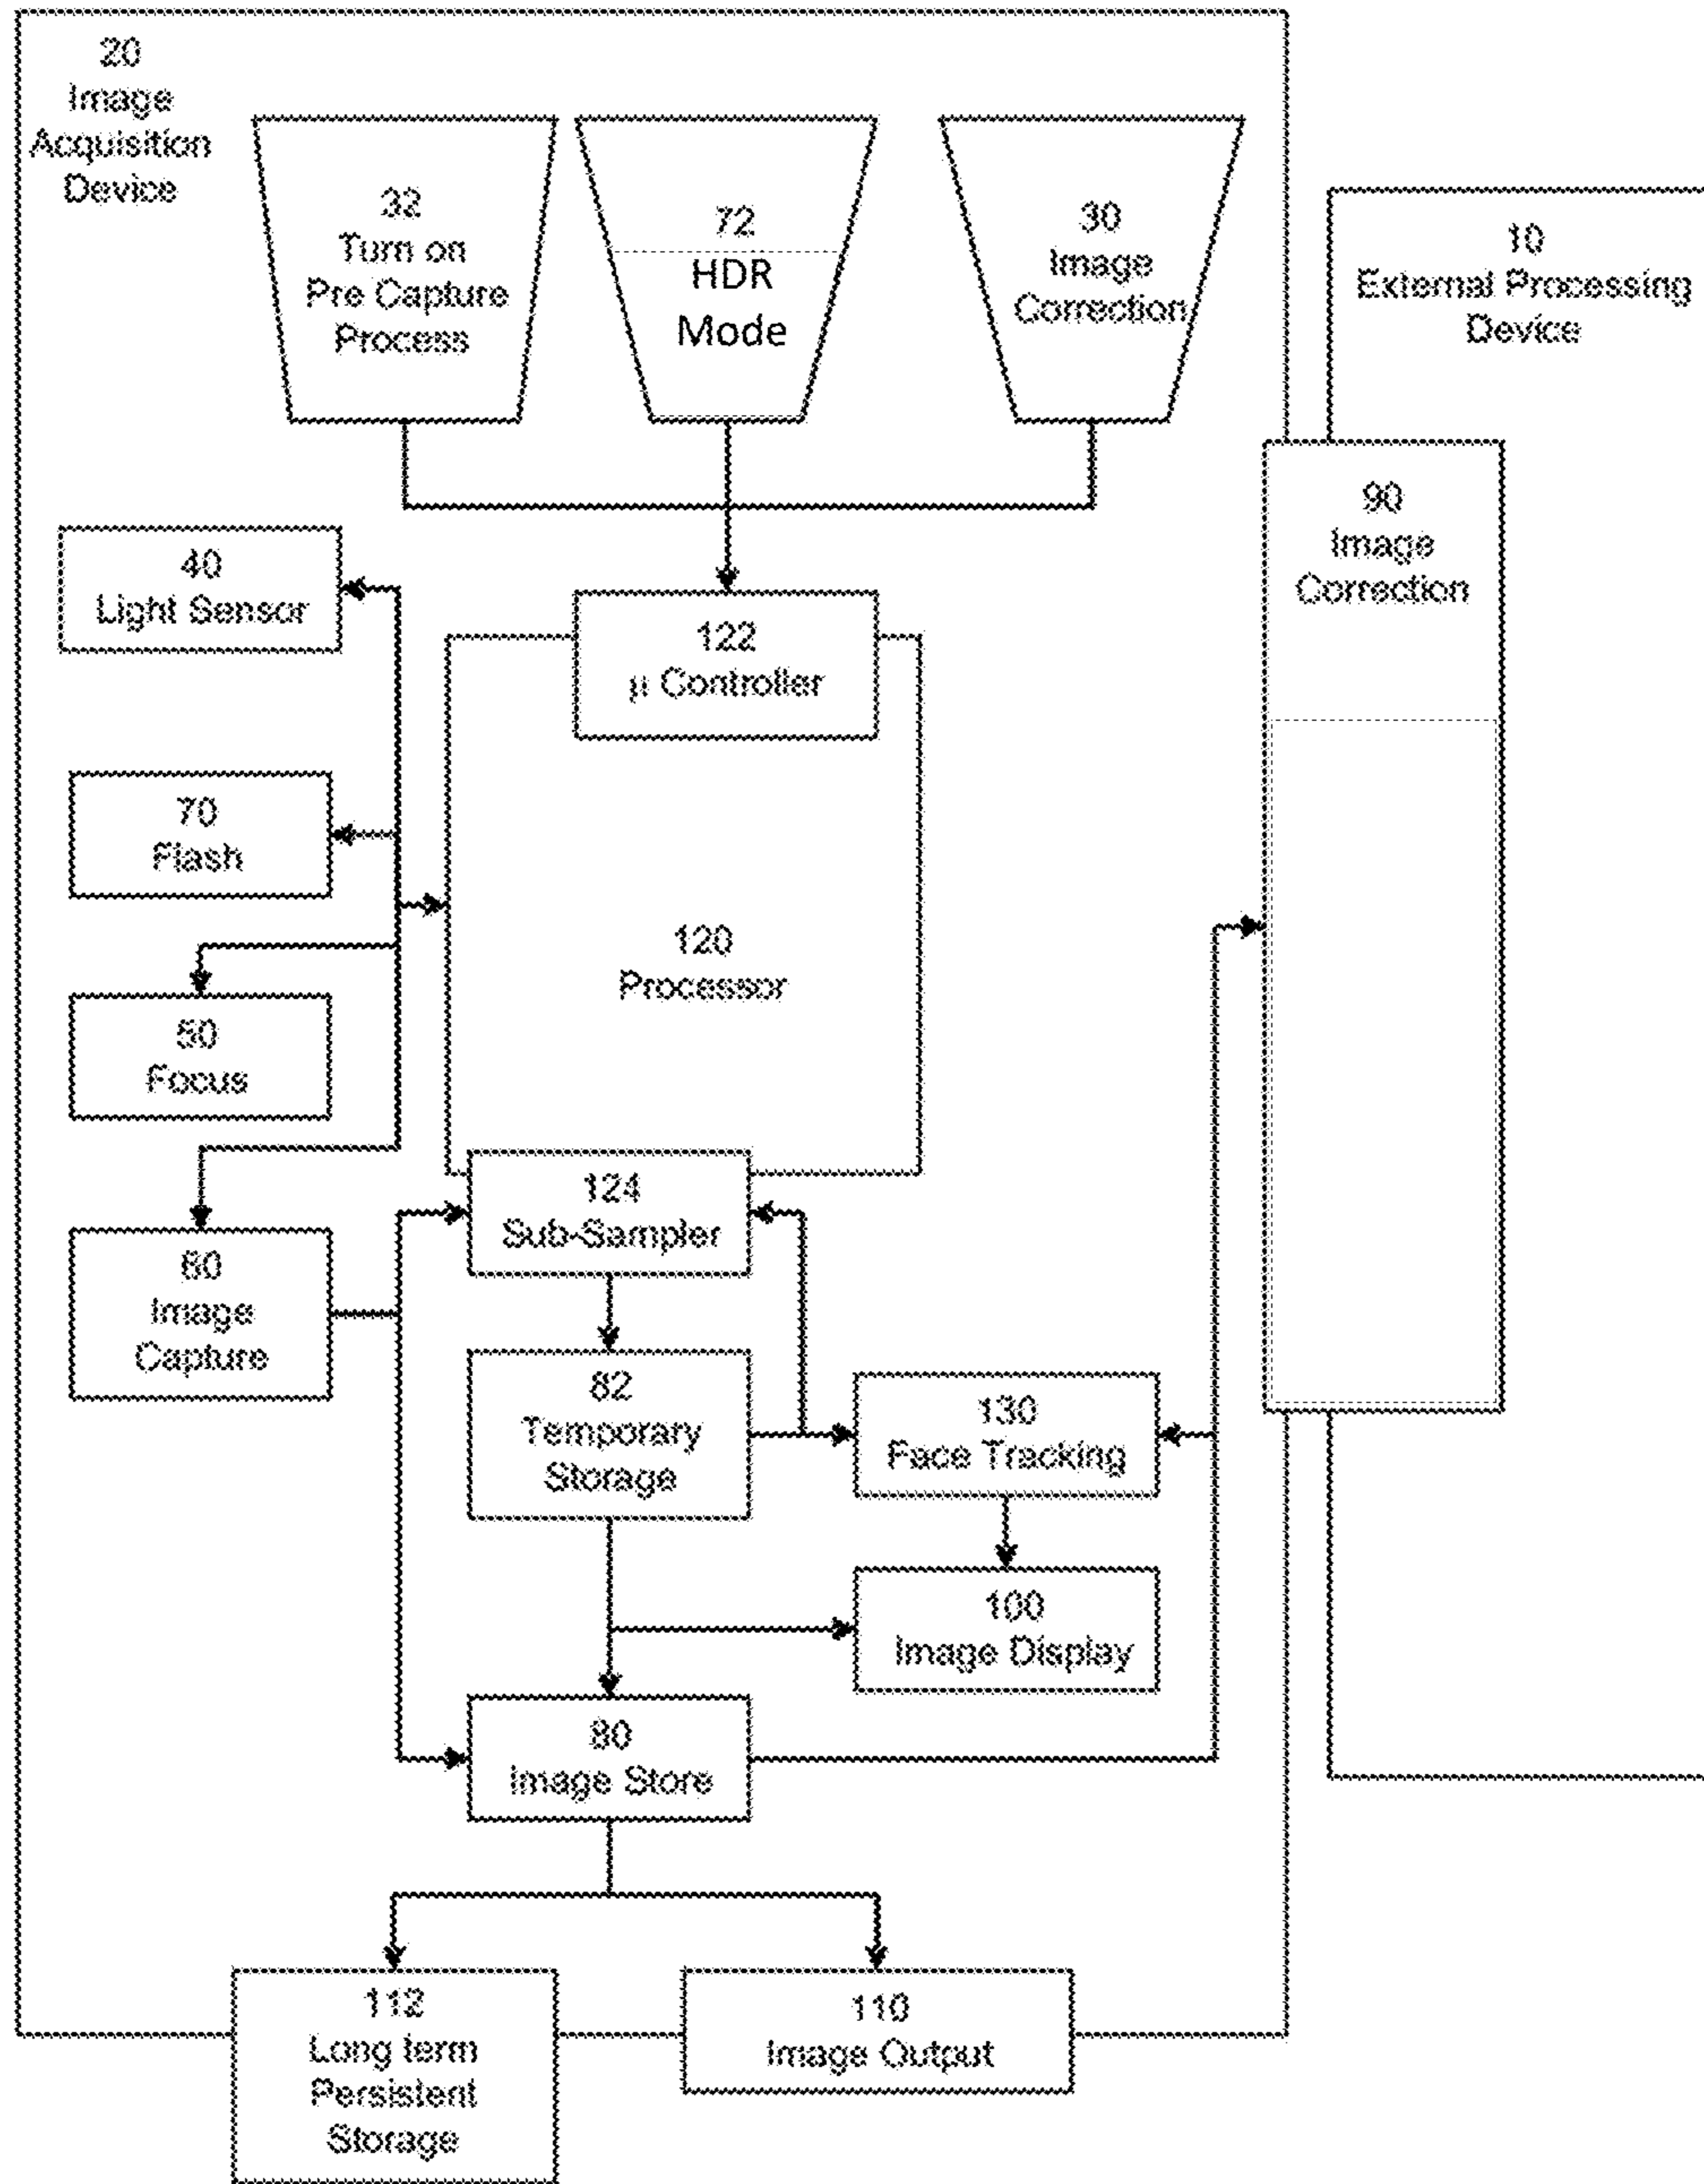 20
Image
Acquisition
Device
32
Turn on
Pre Capture
Process
72
HDR
Mode
30
Image
Correction
10
External Processing
Device
90
Image
Correction
40
Light Sensor
122
µ Controller
70
Flash
120
Processor
50
Focus
124
Sub-Sampler
60
Image
Capture
82
Temporary
Storage
130
Face Tracking
100
Image Display
80
Image Store
112
Long term
Persistent
Storage
110
Image Output